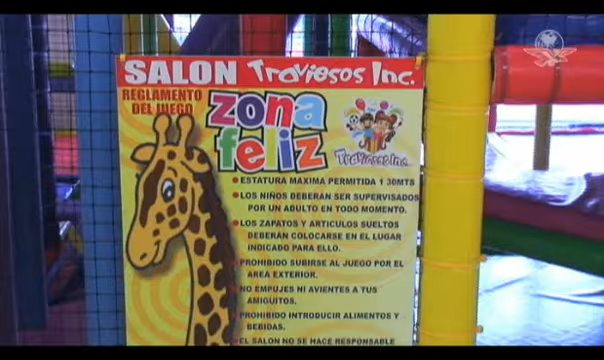 SALON Traviesos Inc.
REGLAMENTO
DEL JUEGO
zona
feliz
Traviesos Inc.
ESTATURA MAXIMA PERMITIDA 1 30MTS
LOS NIÑOS DEBERAN SER SUPERVISADOS
POR UN ADULTO EN TODO MOMENTO.
LOS ZAPATOS Y ARTICULOS SUELTOS
DEBERAN COLOCARSE EN EL LUGAR
INDICADO PARA ELLO.
PROHIBIDO SUBIRSE AL JUEGO POR EL
AREA EXTERIOR.
NO EMPUJES NI AVIENTES A TUS
AMIGUITOS.
PROHIBIDO INTRODUCIR ALIMENTOS Y
BEBIDAS.
EL SALON NO SE HACE RESPONSABLE